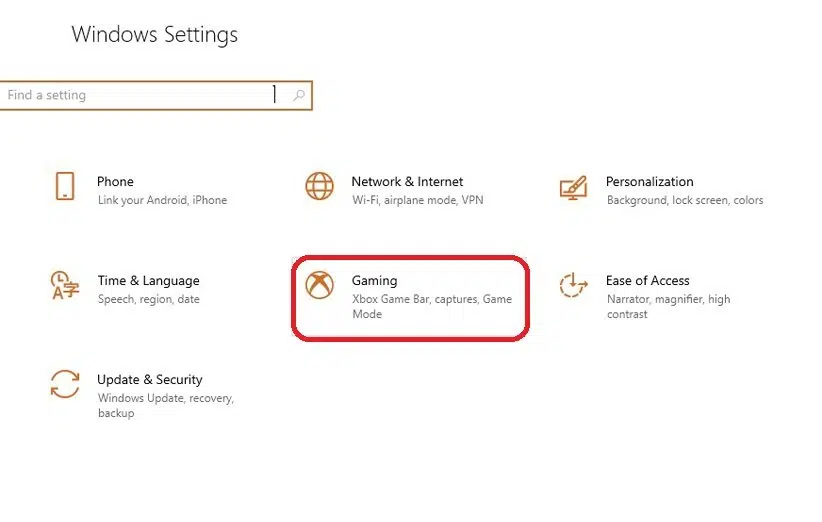 Windows Settings
Find a setting
Phone
Link your Android, iPhone
Network & Internet
Wi-Fi, airplane mode, VPN
Personalization
Background, lock screen, colors
Time & Language
Speech, region, date
Gaming
Xbox Game Bar, captures, Game
Mode
Ease of Access
Narrator, magnifier, high
contrast
Update & Security
Windows Update, recovery,
backup